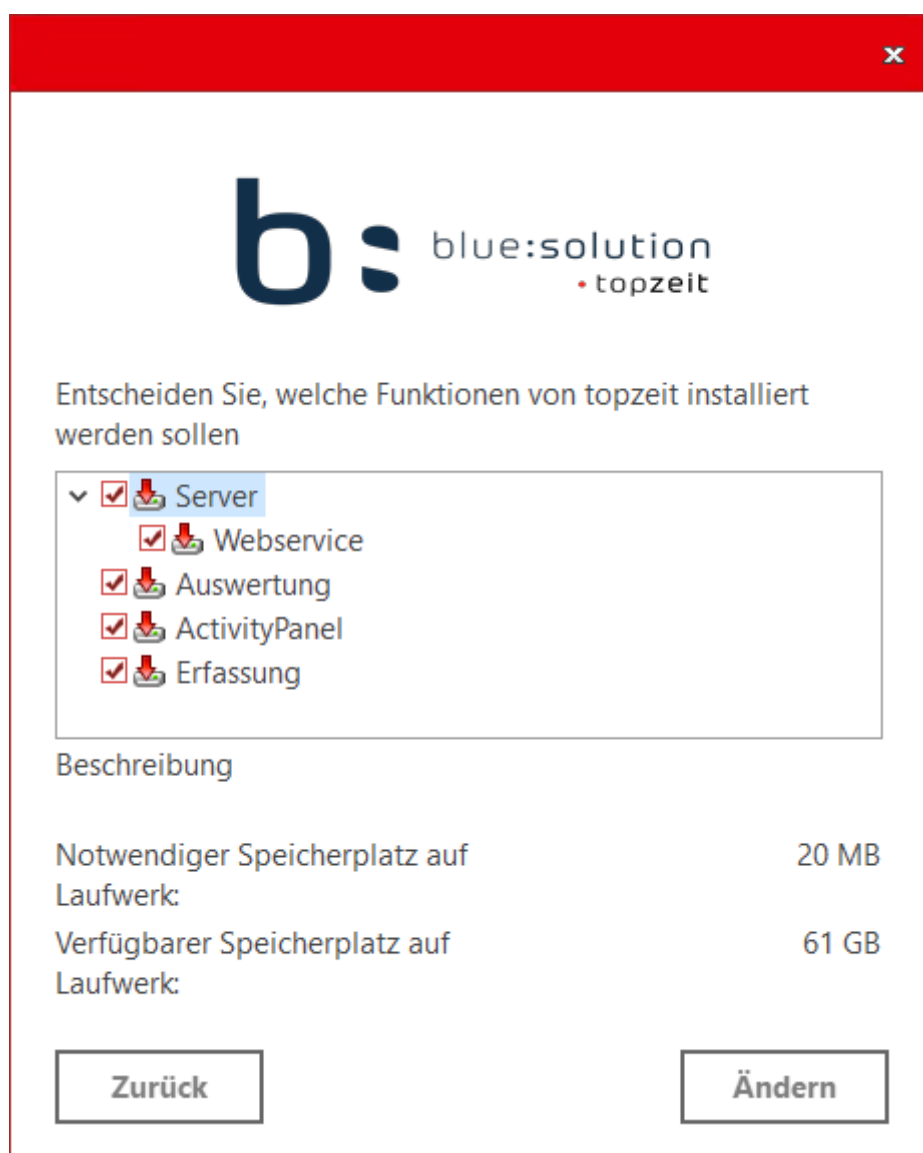 b:
blue:solution
topzeit
Entscheiden Sie, welche Funktionen von topzeit installiert
werden sollen
Server
Webservice
Auswertung
ActivityPanel
Erfassung
Beschreibung
Notwendiger Speicherplatz auf 20 MB
Laufwerk:
Verfügbarer Speicherplatz auf 61 GB
Laufwerk:
Zurück Ändern